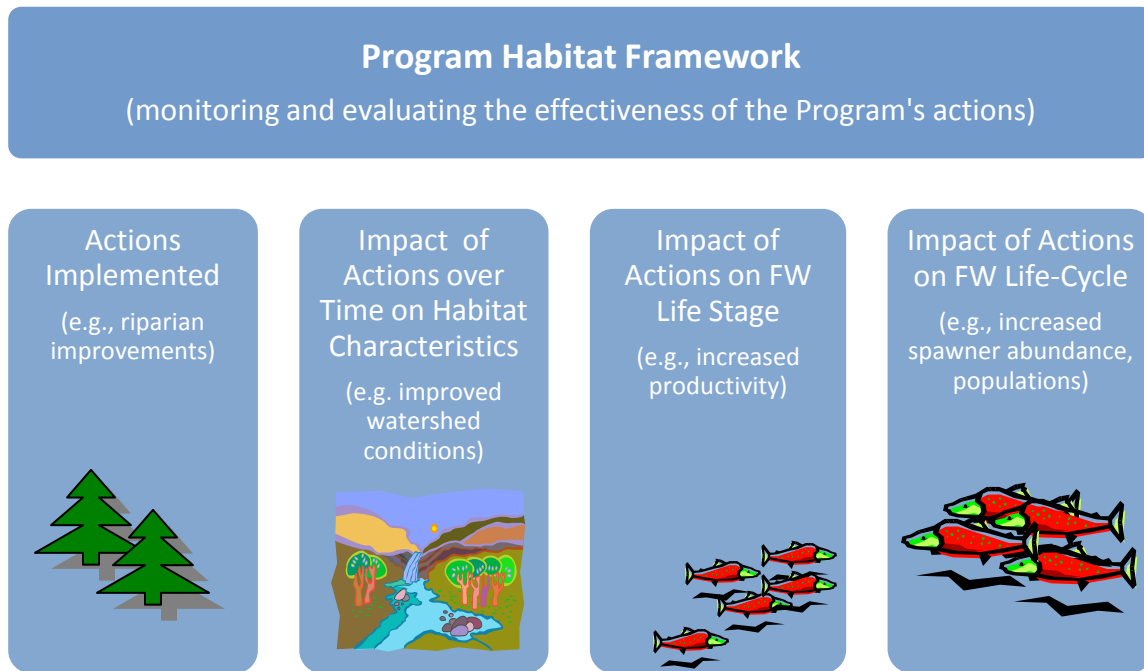 Program Habitat Framework
(monitoring and evaluating the effectiveness of the Program's actions)
Actions
Implemented
(e.g., riparian
improvements)
Impact of
Actions over
Time on Habitat
Characteristics
(e.g. improved
watershed
conditions)
Impact of
Actions on FW
Life Stage
(e.g., increased
productivity)
Impact of Actions
on FW Life-Cycle
(e.g., increased
spawner abundance,
populations)